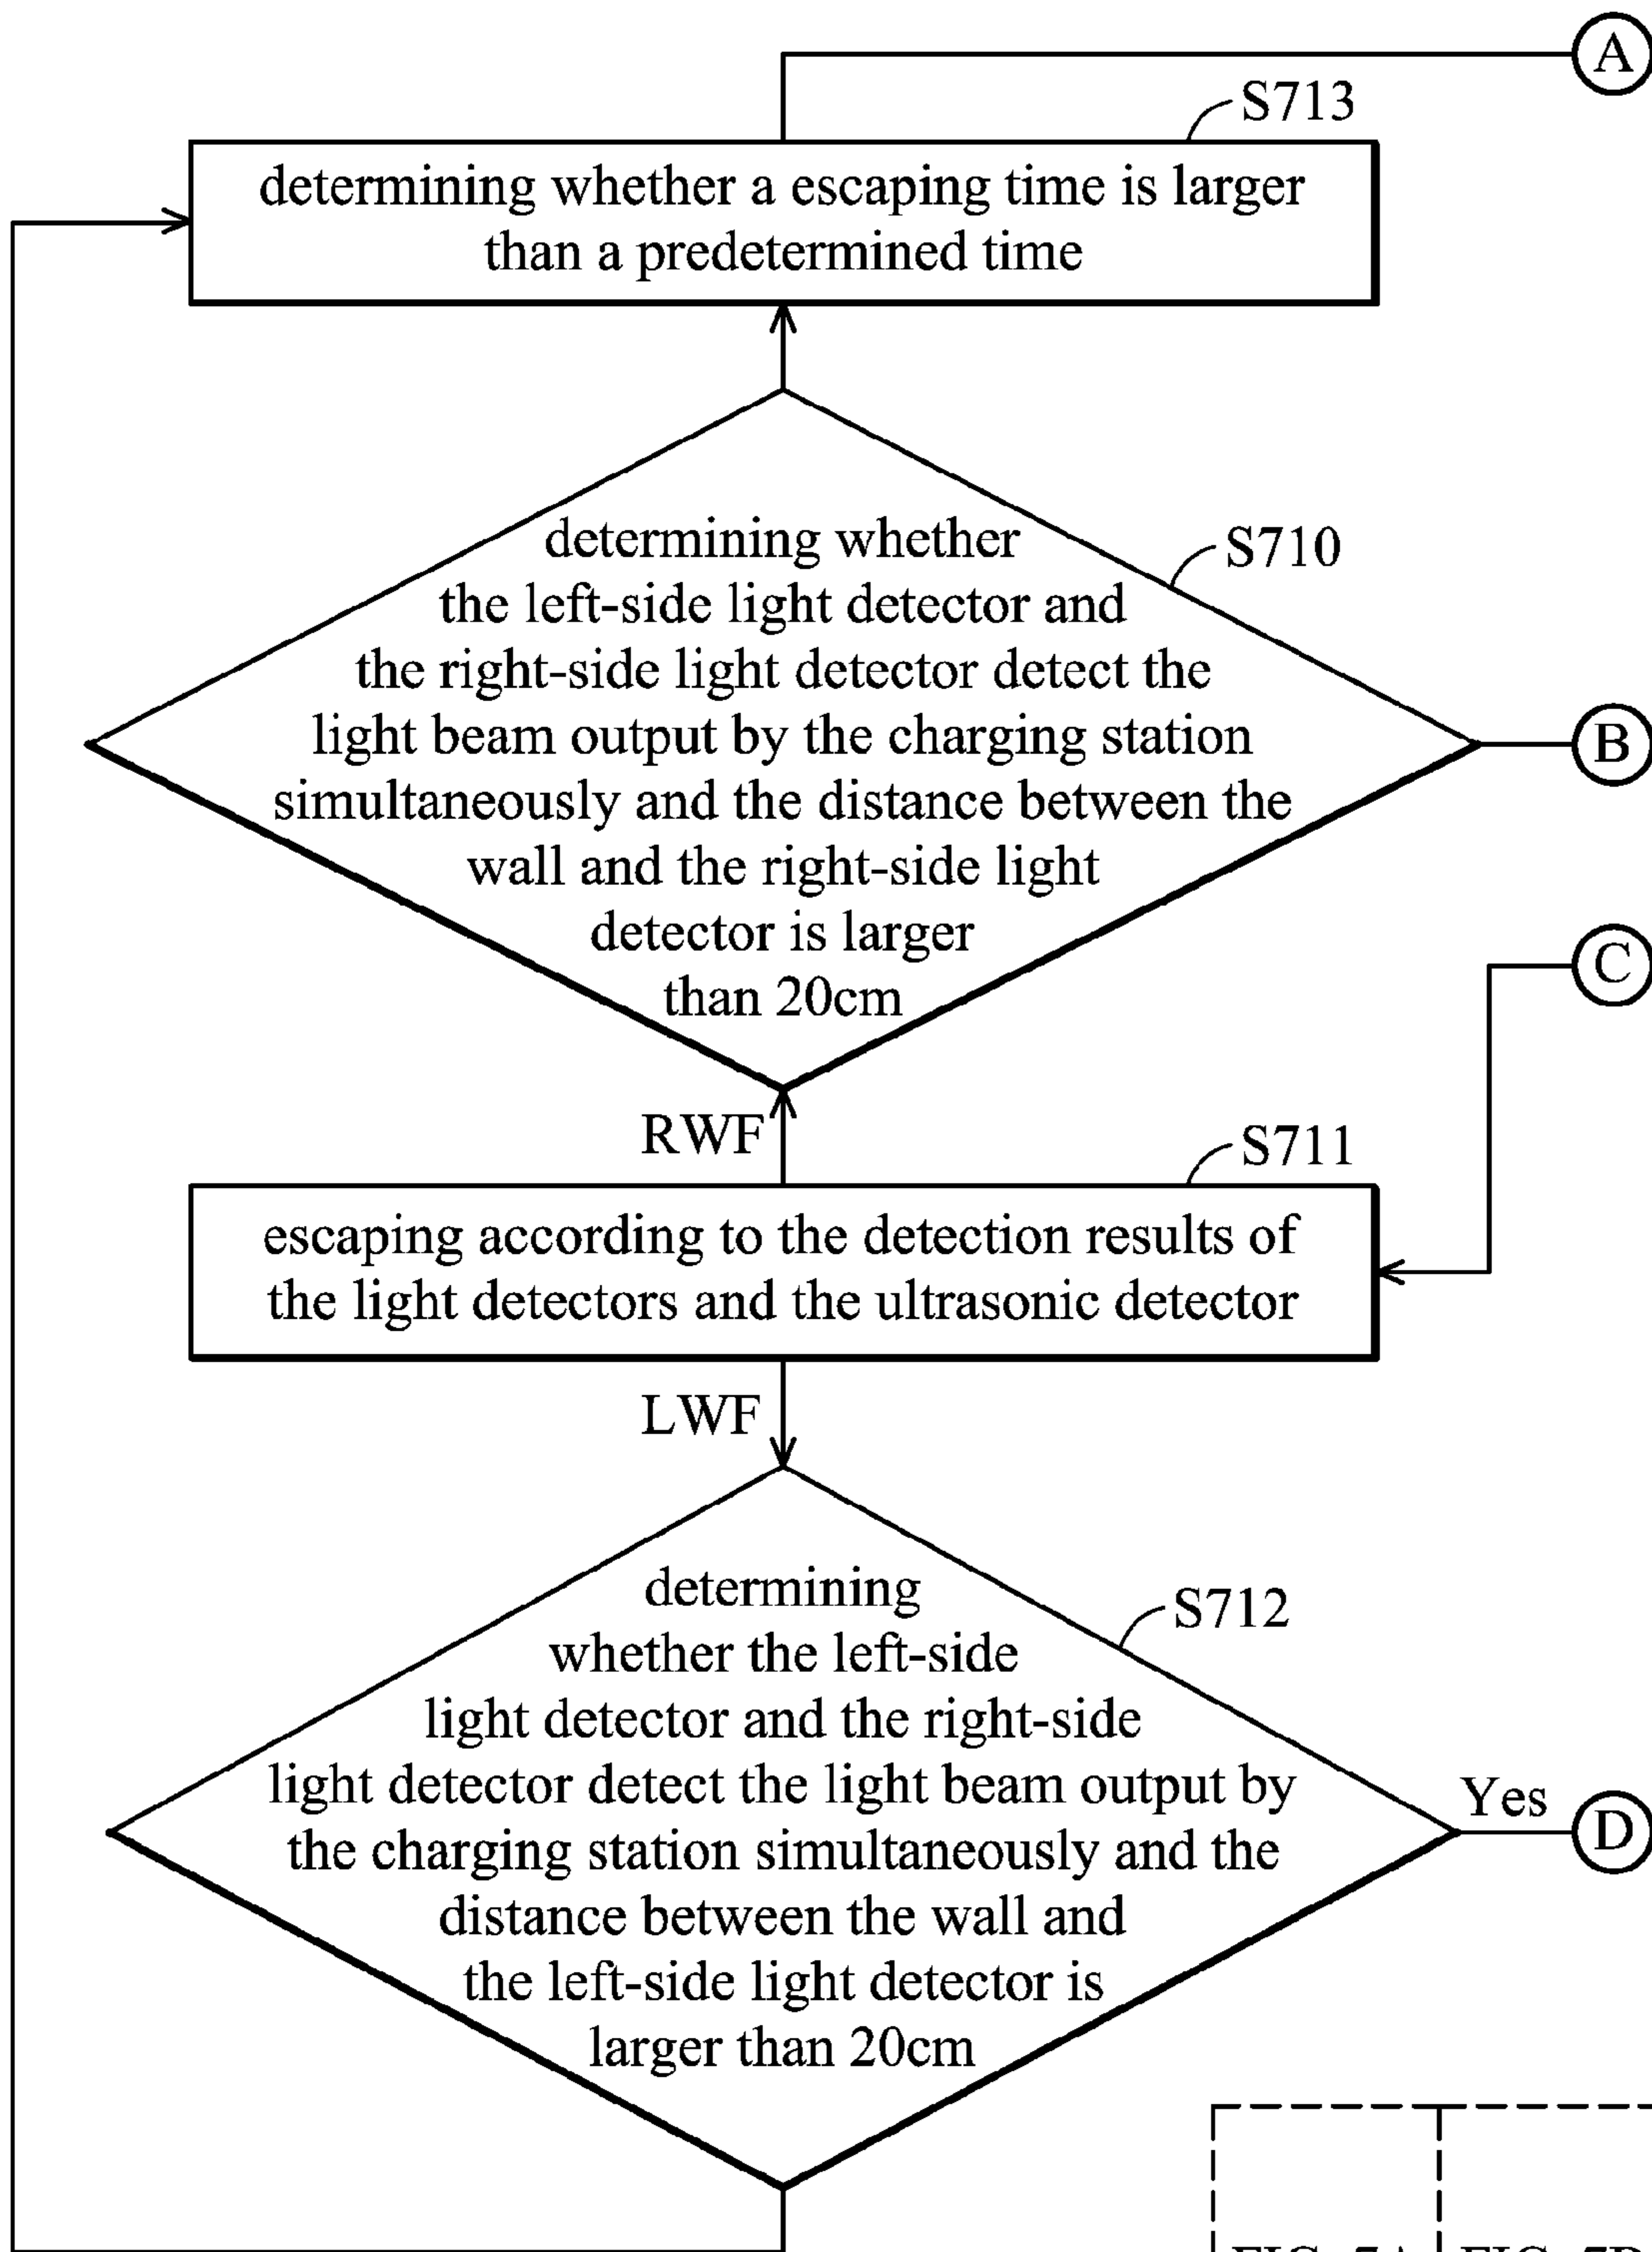 A
S713
determining whether a escaping time is larger
than a predetermined time
determining whether
S710
the left-side light detector and
the right-side light detector detect the
light beam output by the charging station
B
simultaneously and the distance between the
wall and the right-side light
detector is larger
C
than 20cm
RWF
S711
escaping according to the detection results of
the light detectors and the ultrasonic detector
LWF
determining
S712
whether the left-side
light detector and the right-side
light detector detect the light beam output by
Yes
D
the charging station simultaneously and the
distance between the wall and
the left-side light detector is
larger than 20cm